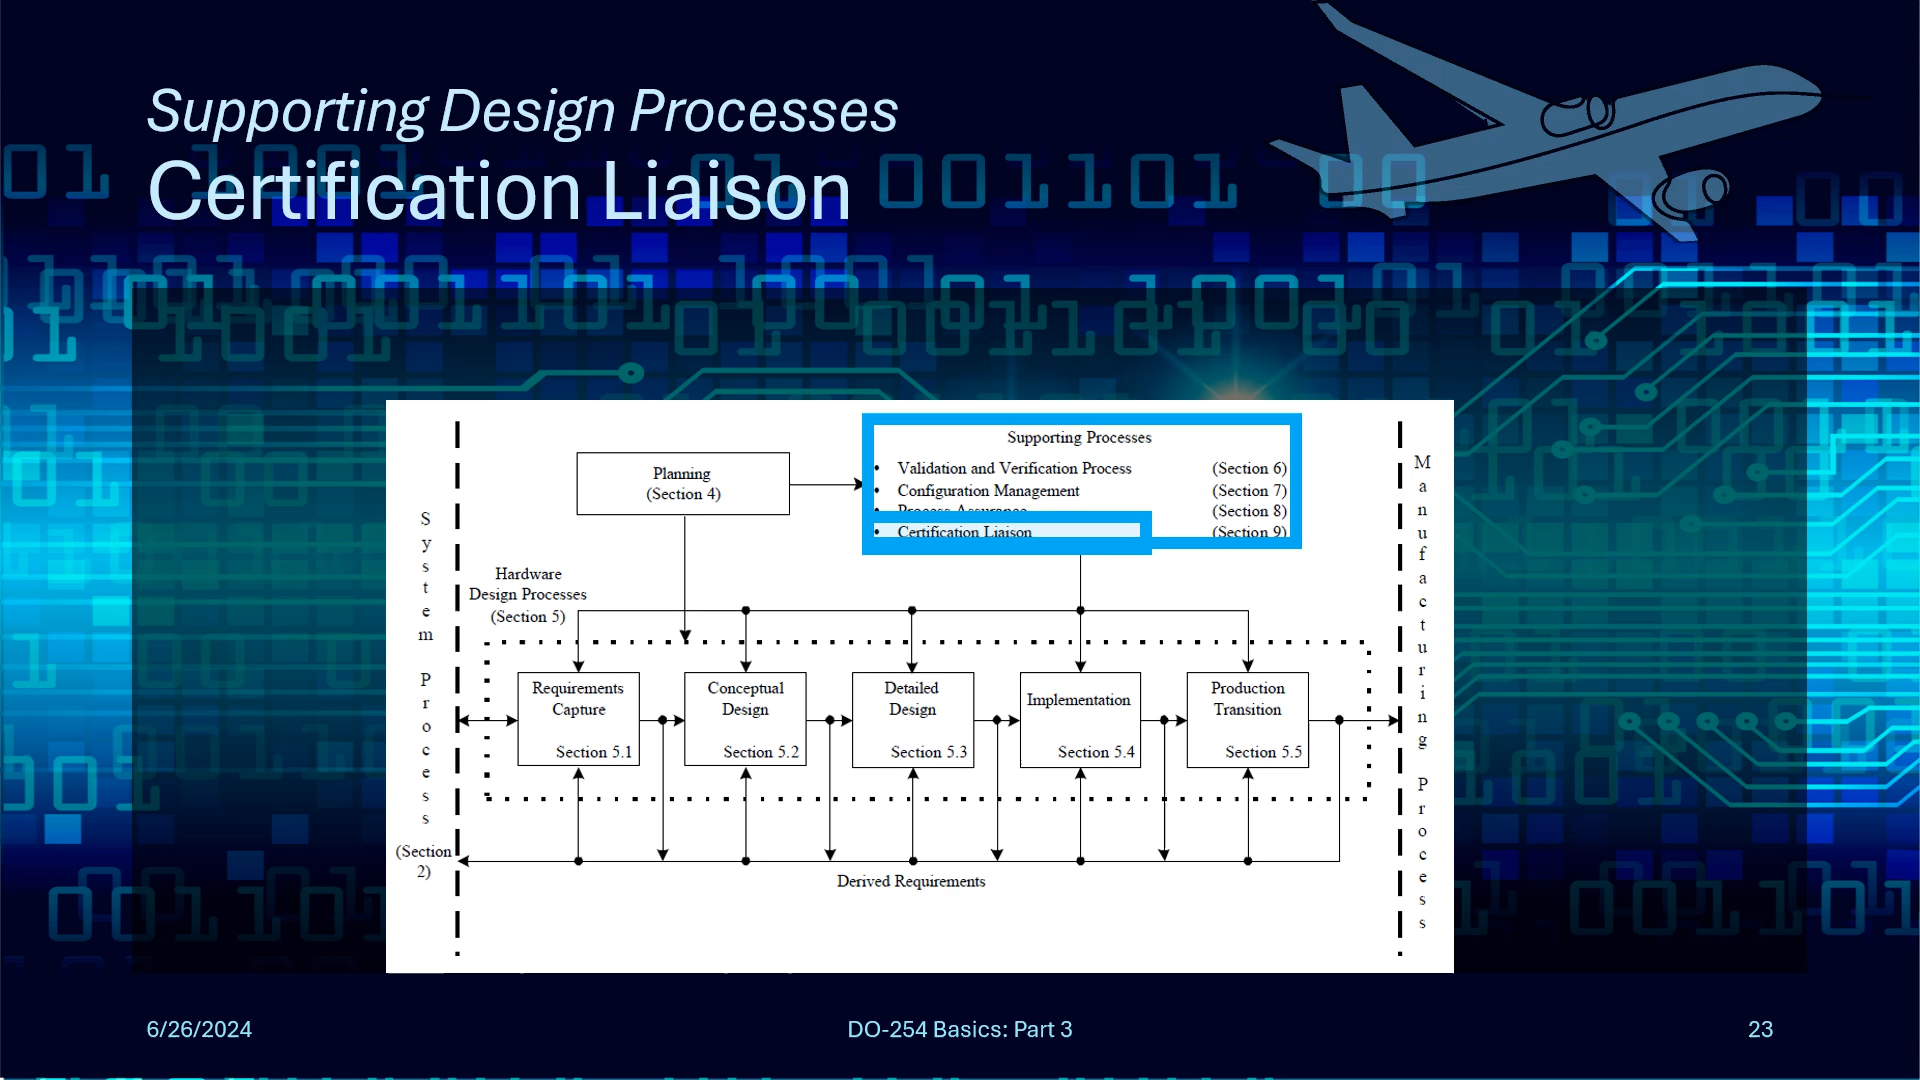 Supporting Design Processes
Certification Liaison
Supporting Processes
• Validation and Verification Process (Section 6)
• Configuration Management (Section 7)
• Process Assurance (Section 8)
• Certification Liaison (Section 9)
Planning
(Section 4)
System Process
(Section
2)
Hardware
Design Processes
(Section 5)
Requirements
Capture
Section 5.1
Conceptual
Design
Section 5.2
Detailed
Design
Section 5.3
Implementation
Section 5.4
Production
Transition
Section 5.5
Manufacturing Process
Derived Requirements
6/26/2024
DO-254 Basics: Part 3
23